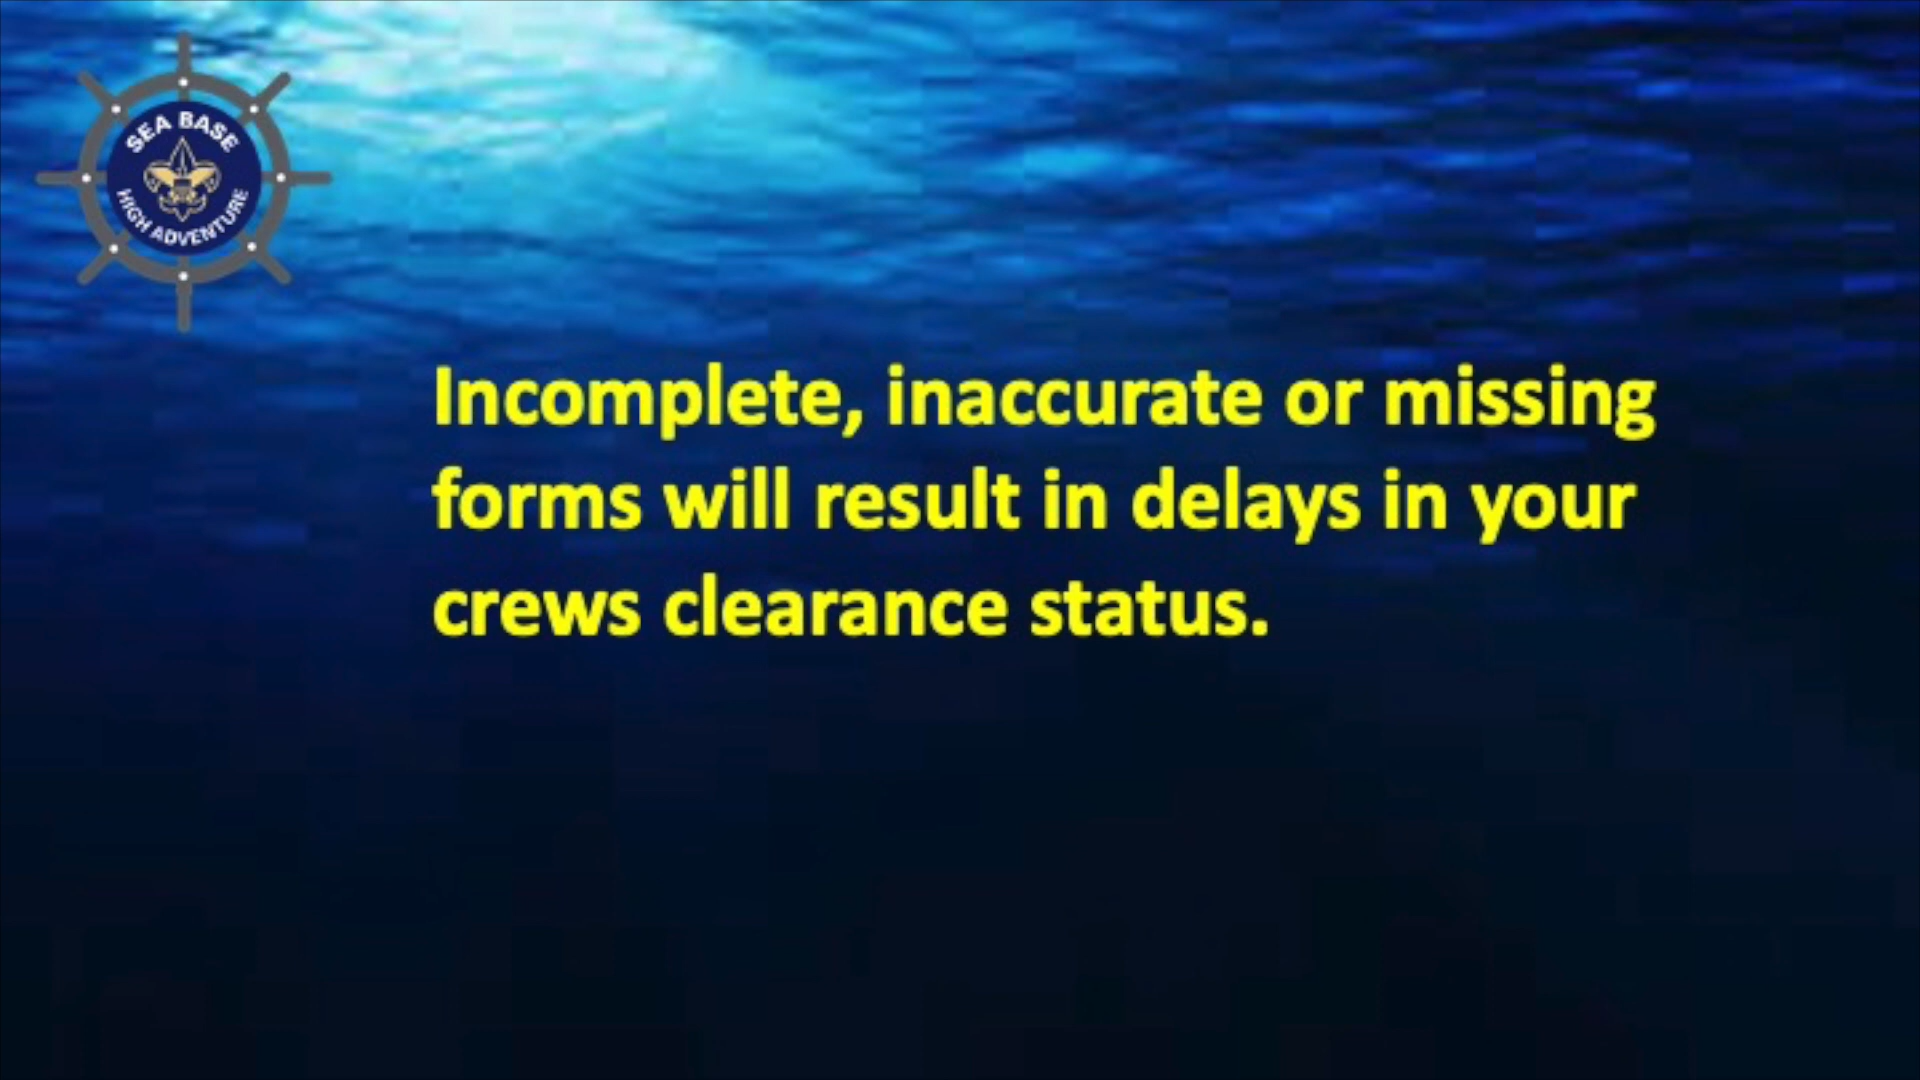 SEA BASE
HIGH ADVENTURE
Incomplete, inaccurate or missing
forms will result in delays in your
crews clearance status.